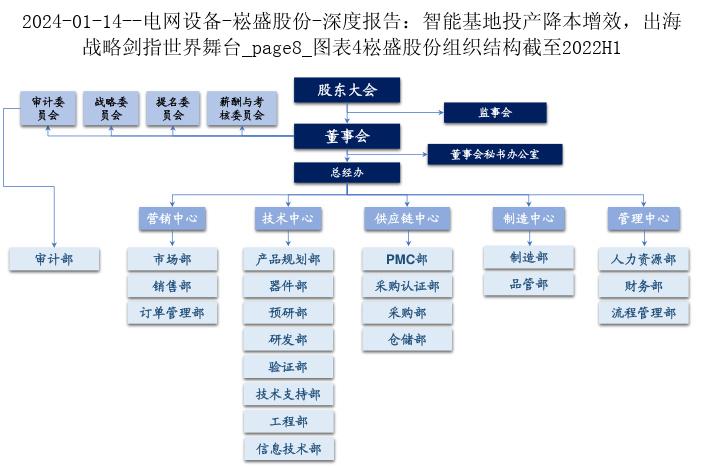 2024-01-14--电网设备-崧盛股份-深度报告：智能基地投产降本增效，出海
战略剑指世界舞台_page8_图表4崧盛股份组织结构截至2022H1
股东大会
审计委
员会
战略委
员会
提名委
员会
薪酬与考
核委员会
监事会
董事会
董事会秘书办公室
总经办
营销中心
技术中心
供应链中心
制造中心
管理中心
审计部
市场部
销售部
订单管理部
产品规划部
器件部
预研部
研发部
验证部
技术支持部
工程部
信息技术部
PMC部
采购认证部
采购部
仓储部
制造部
品管部
人力资源部
财务部
流程管理部